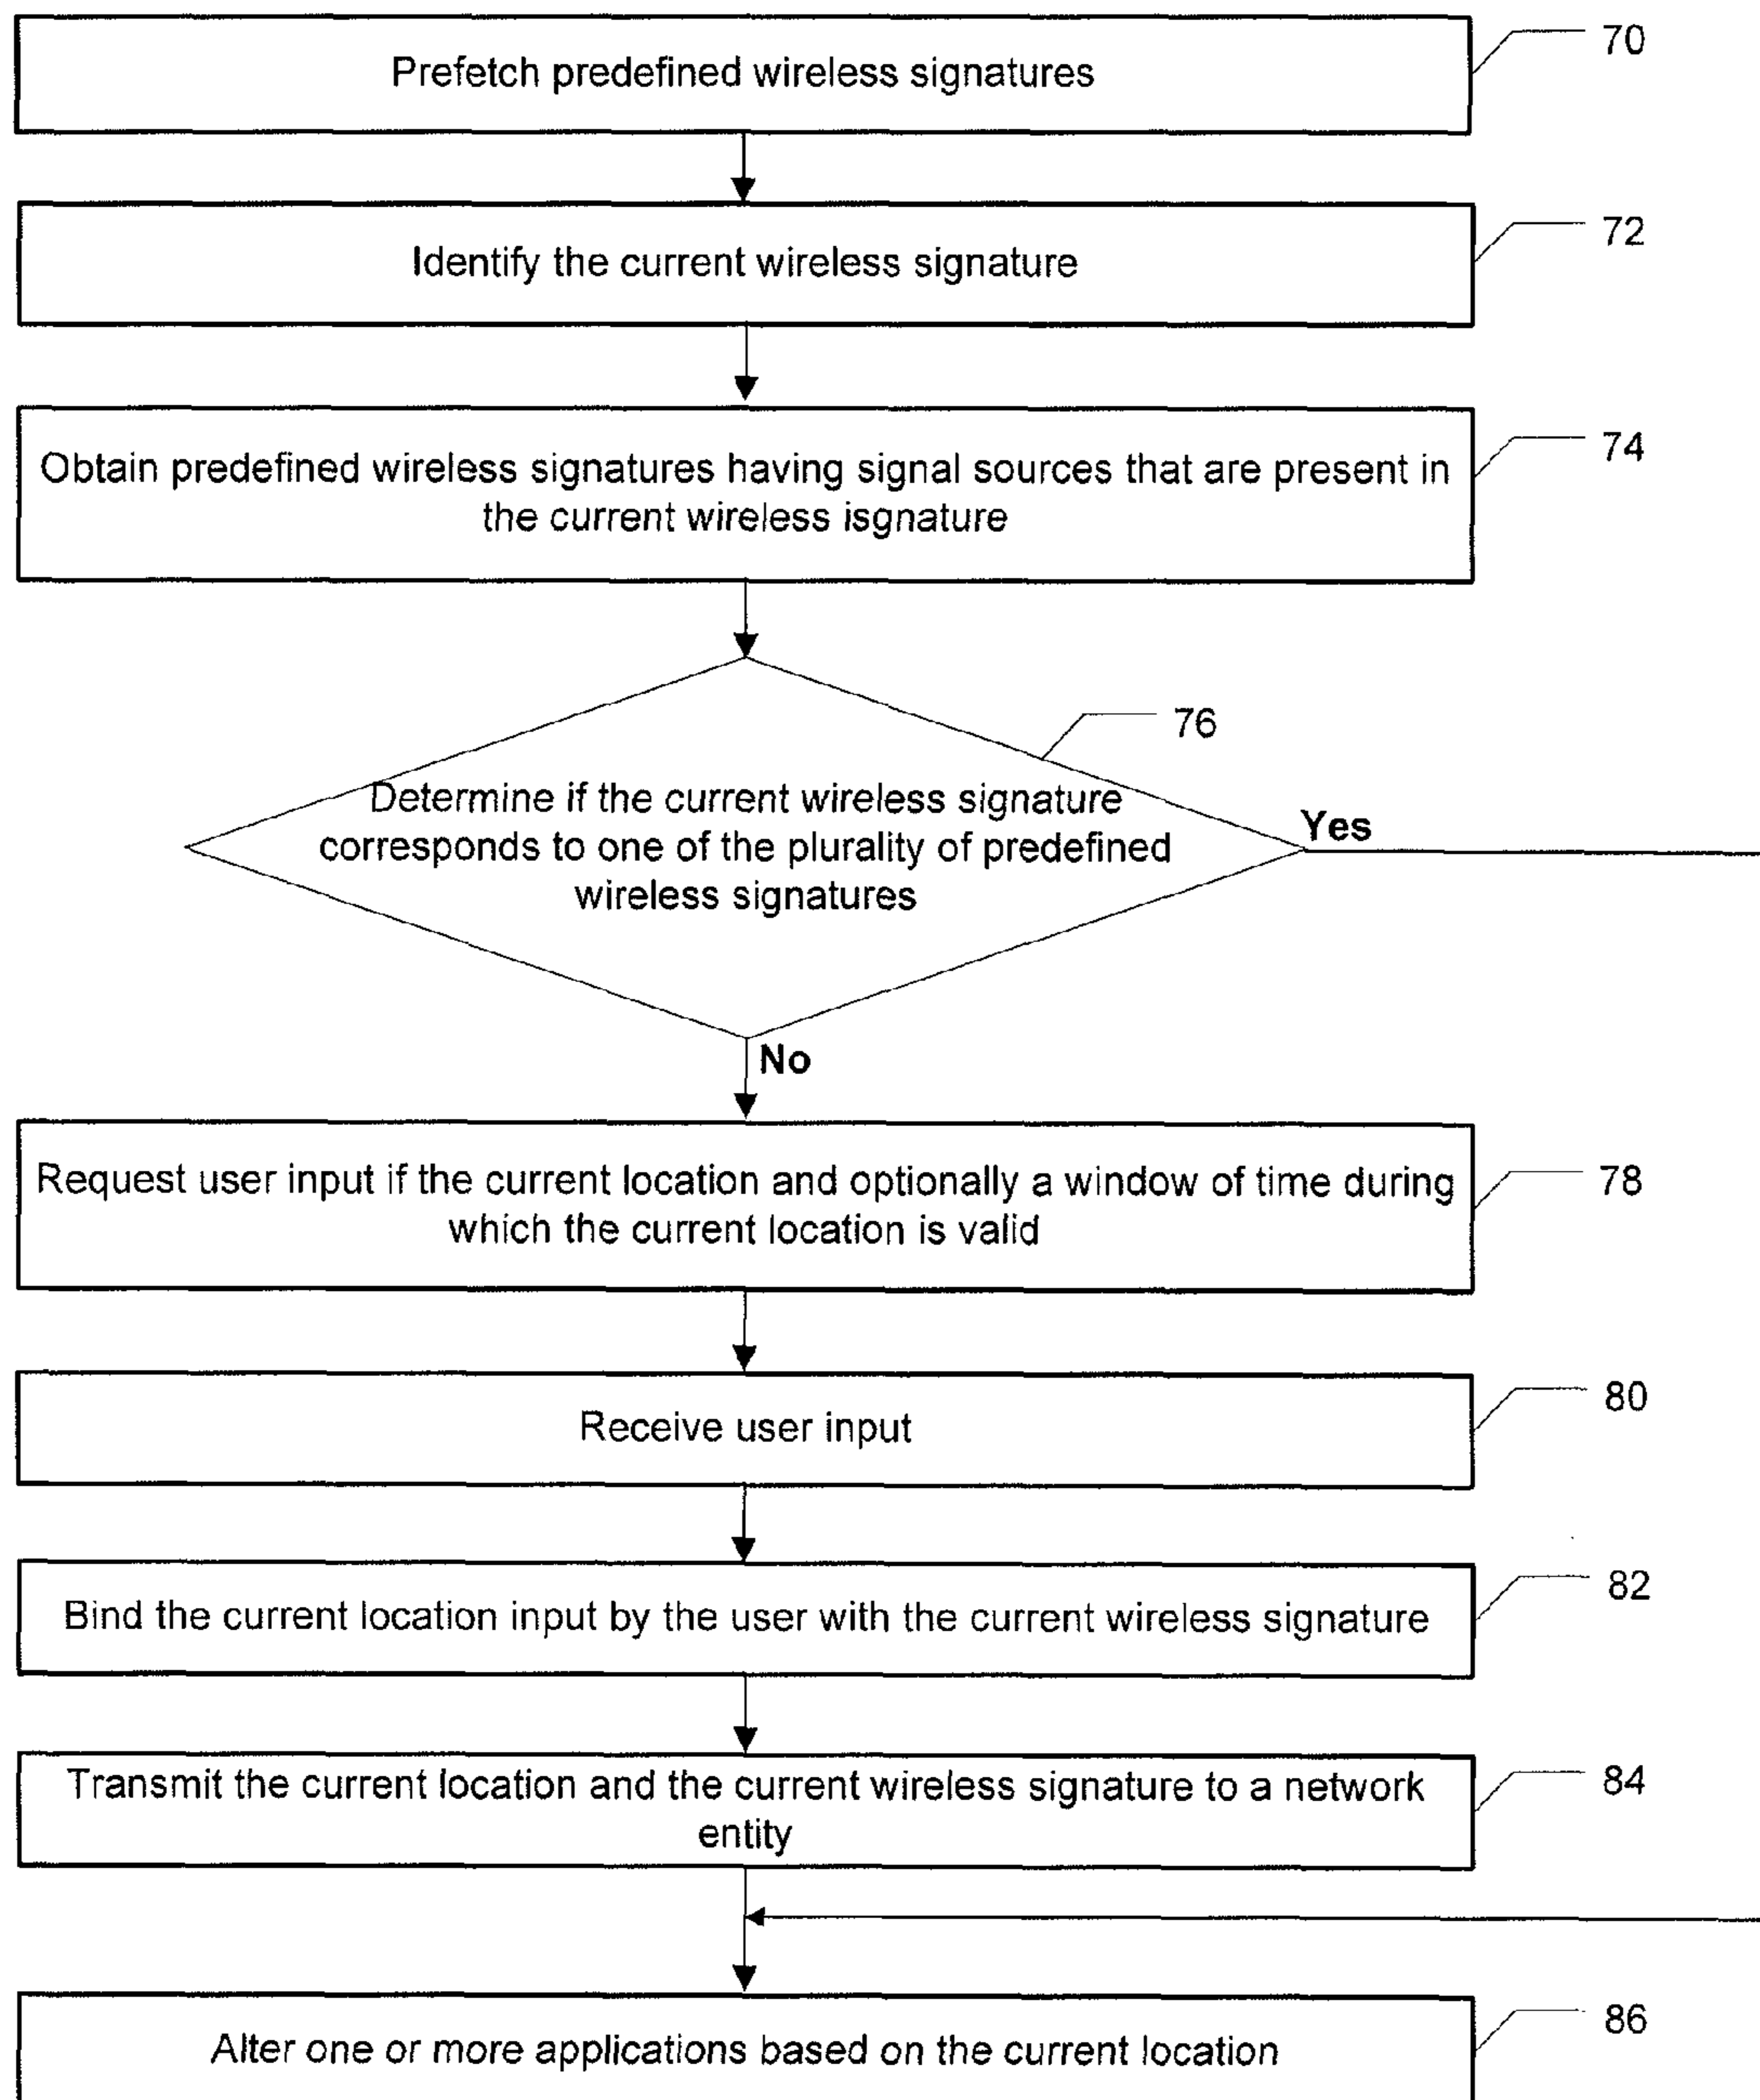 Prefetch predefined wireless signatures
70
Identify the current wireless signature
72
Obtain predefined wireless signatures having signal sources that are present in
the current wireless isgnature
74
76
Determine if the current wireless signature
corresponds to one of the plurality of predefined
wireless signatures
Yes
No
Request user input if the current location and optionally a window of time during
which the current location is valid
78
Receive user input
80
Bind the current location input by the user with the current wireless signature
82
Transmit the current location and the current wireless signature to a network
entity
84
Alter one or more applications based on the current location
86